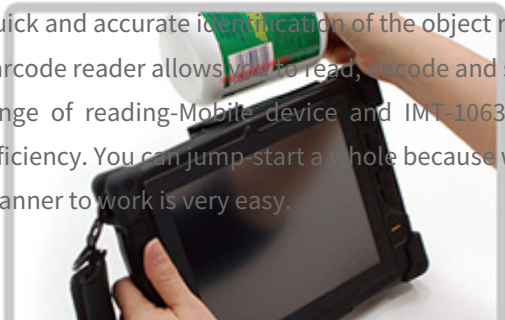 uick and accurate identification of the object r
arcode reader allows you to read, decode and s
nge of reading-Mobile device and IMT-1063
ficiency. You can jump-start a whole because w
anner to work is very easy.